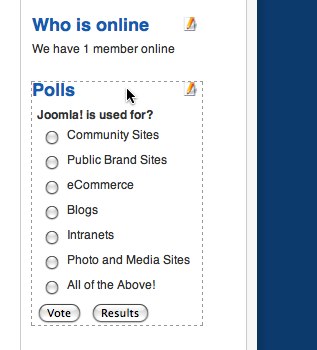 Who is online
We have 1 member online
Polls
Joomla! is used for?
Community Sites
Public Brand Sites
eCommerce
Blogs
Intranets
Photo and Media Sites
All of the Above!
Vote Results